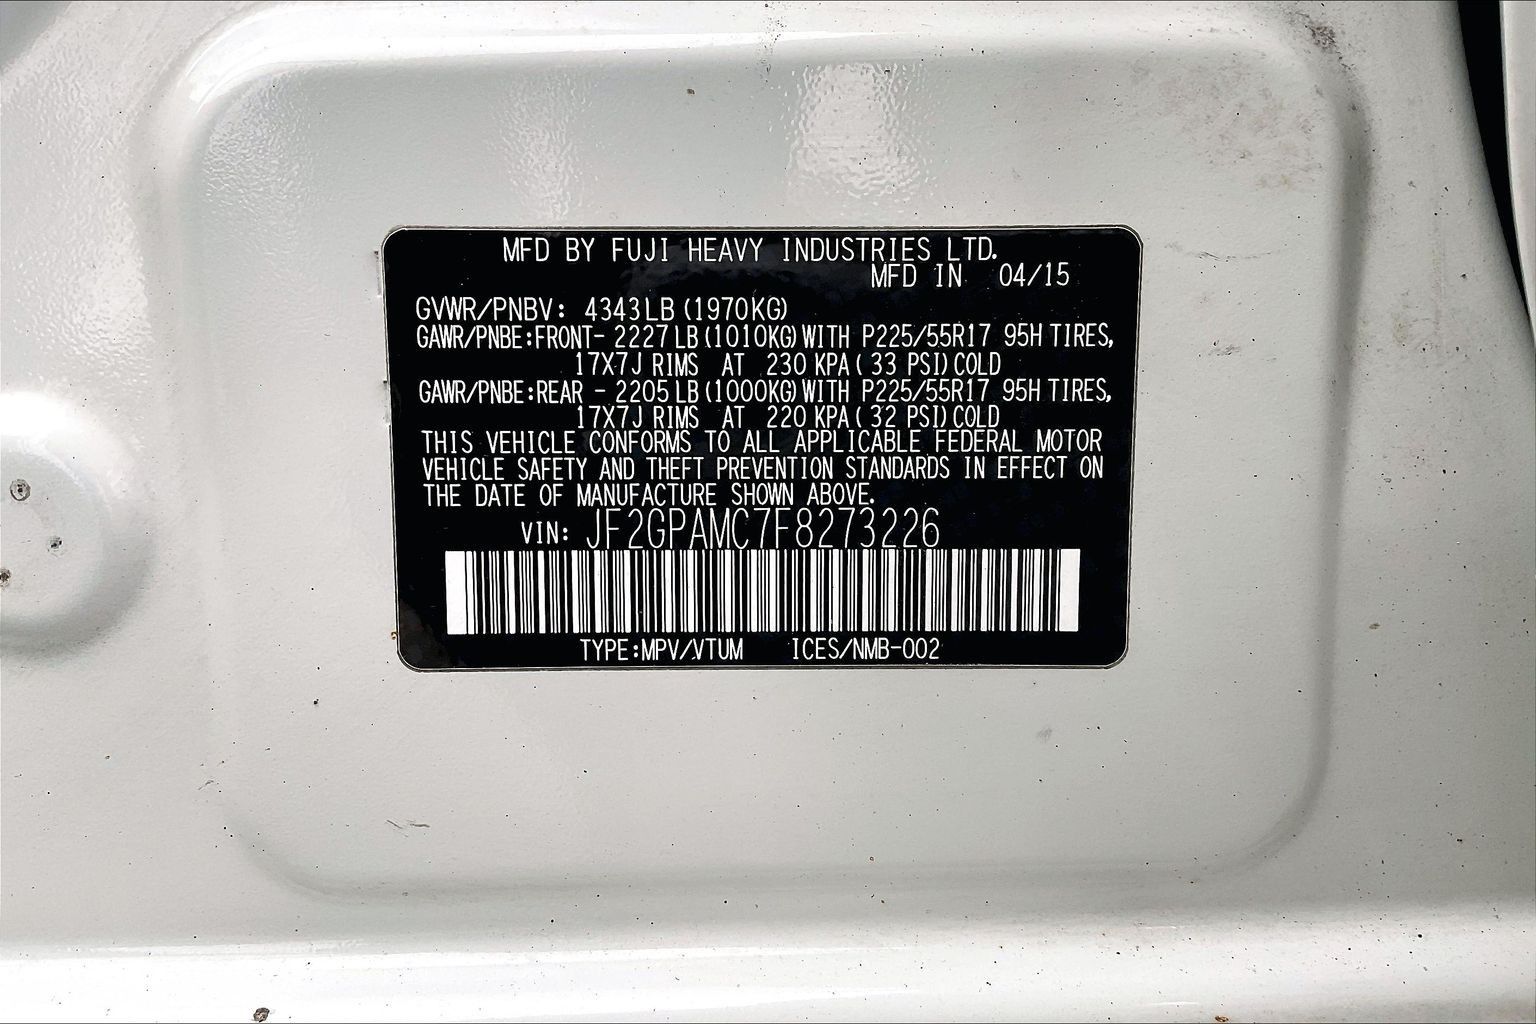 MFD BY FUJI HEAVY INDUSTRIES LTD.
MFD IN 04/15
GVWR/PNBV: 4343LB (1970KG)
GAWR/PNBE:FRONT- 2227 LB (1010KG) WITH P225/55R17 95H TIRES,
17X7J RIMS AT 230 KPA ( 33 PSI) COLD
GAWR/PNBE:REAR - 2205 LB (1000KG) WITH P225/55R17 95H TIRES,
17X7J RIMS AT 220 KPA ( 32 PSI) COLD
THIS VEHICLE CONFORMS TO ALL APPLICABLE FEDERAL MOTOR
VEHICLE SAFETY AND THEFT PREVENTION STANDARDS IN EFFECT ON
THE DATE OF MANUFACTURE SHOWN ABOVE.
VIN: JF2GPAMC7F8273226
TYPE:MPV/VTUM ICES/NMB-002